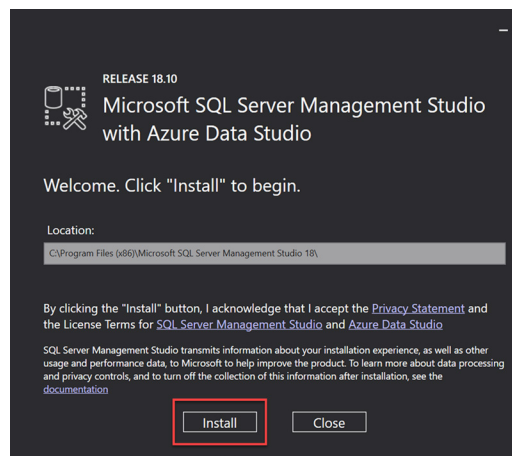 RELEASE 18.10
Microsoft SQL Server Management Studio
with Azure Data Studio
Welcome. Click "Install" to begin.
Location:
C:\Program Files (x86)\Microsoft SQL Server Management Studio 18\
By clicking the "Install" button, I acknowledge that I accept the Privacy Statement and
the License Terms for SQL Server Management Studio and Azure Data Studio
SQL Server Management Studio transmits information about your installation experience, as well as other
usage and performance data, to Microsoft to help improve the product. To learn more about data processing
and privacy controls, and to turn off the collection of this information after installation, see the
documentation
Install Close